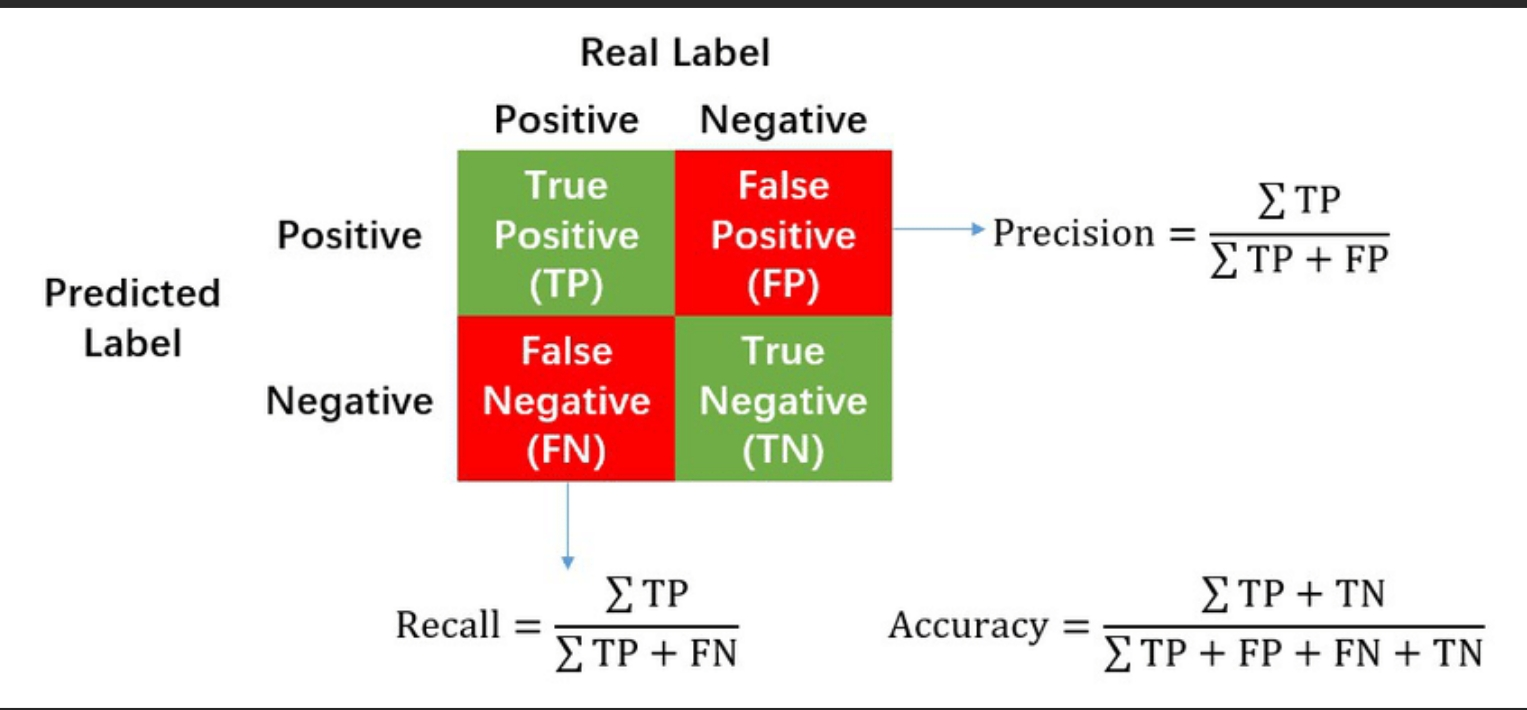 Real Label
Positive Negative
Predicted
Label
Positive
True
Positive
(TP)
False
Positive
(FP)
Precision = ∑ TP / ∑ TP + FP
Negative
False
Negative
(FN)
True
Negative
(TN)
Recall = ∑ TP / ∑ TP + FN
Accuracy = ∑ TP + TN / ∑ TP + FP + FN + TN